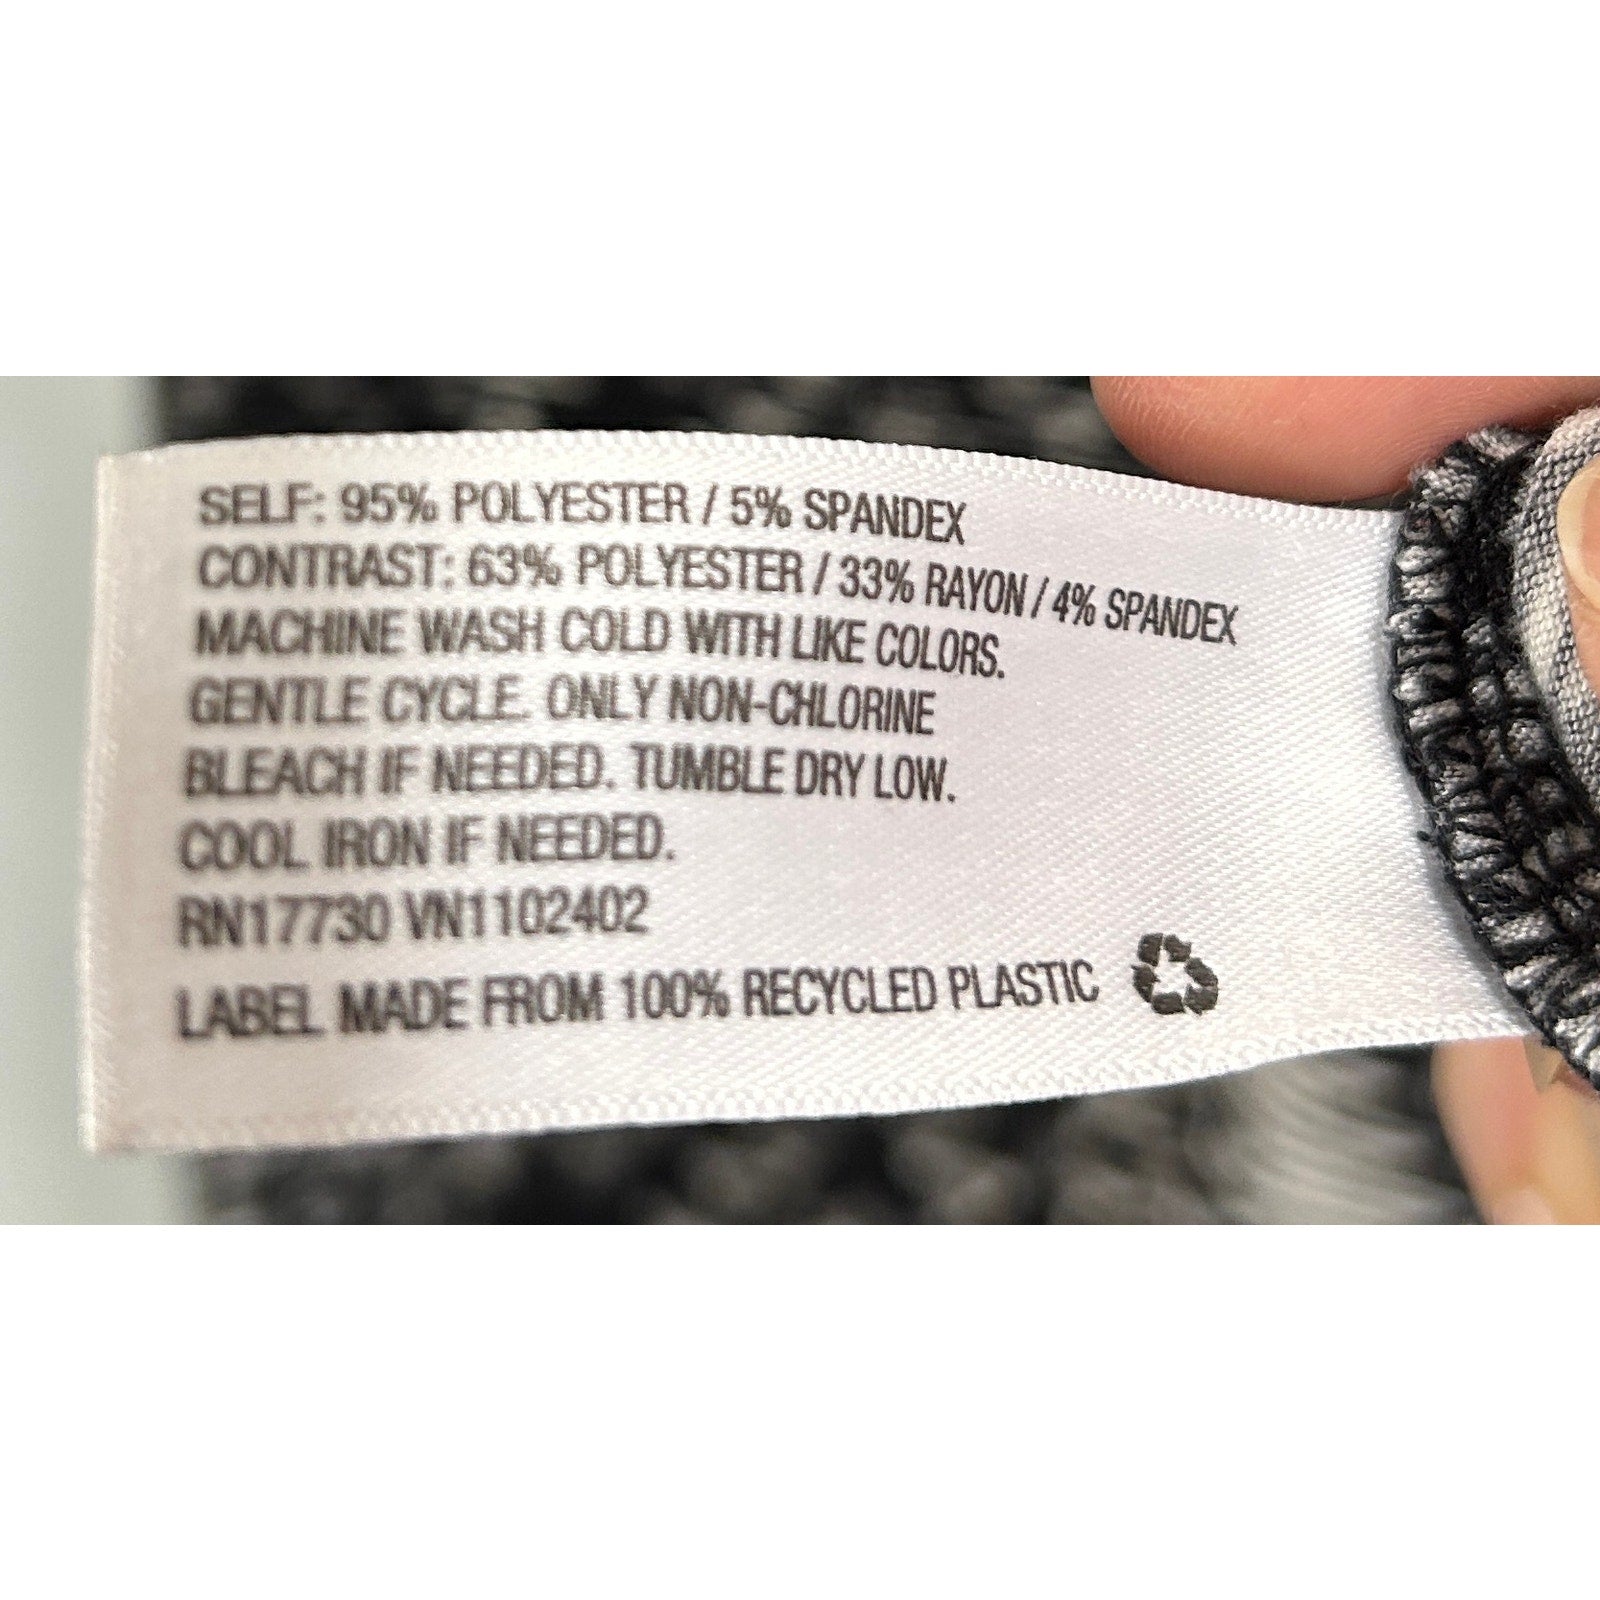 SELF: 95% POLYESTER / 5% SPANDEX
CONTRAST: 63% POLYESTER / 33% RAYON / 4% SPANDEX
MACHINE WASH COLD WITH LIKE COLORS.
GENTLE CYCLE. ONLY NON-CHLORINE
BLEACH IF NEEDED. TUMBLE DRY LOW.
COOL IRON IF NEEDED.
RN17730 VN1102402
LABEL MADE FROM 100% RECYCLED PLASTIC